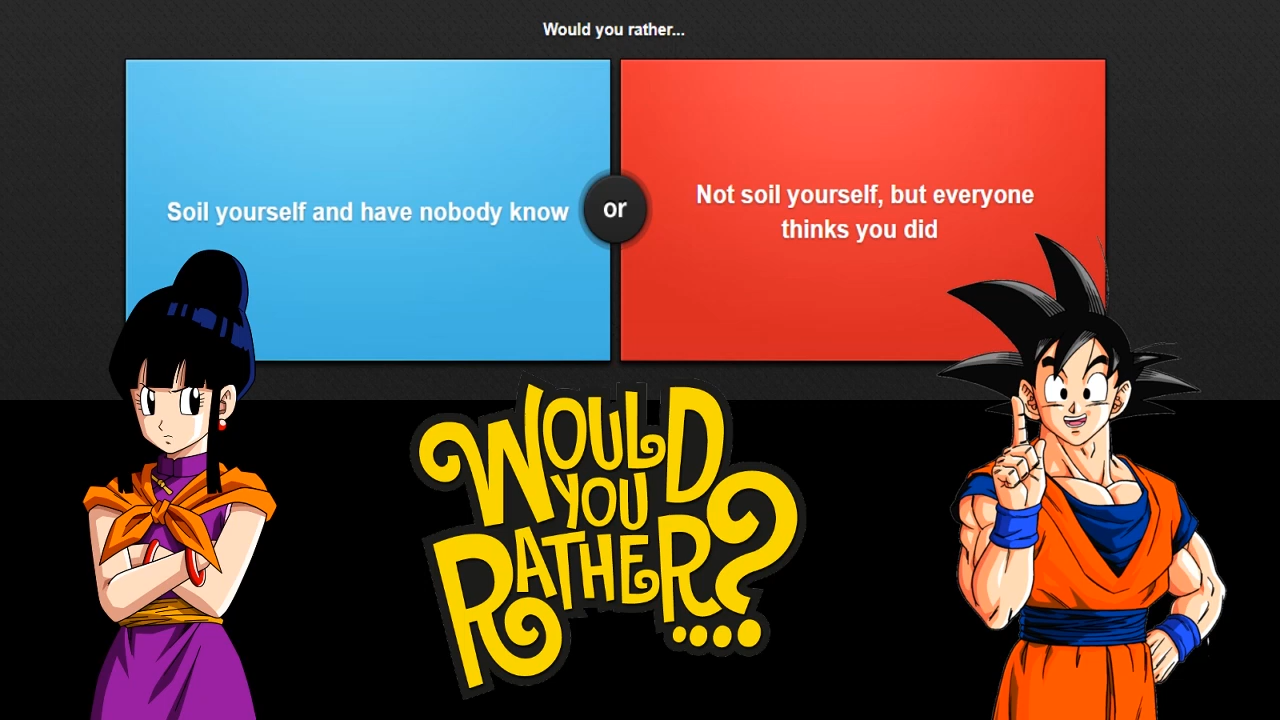 Would you rather...
Soil yourself and have nobody know
or
Not soil yourself, but everyone
thinks you did
WOULD
YOU
RATHER...?